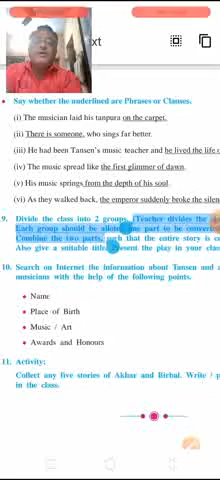 ext
• Say whether the underlined are Phrases or Clauses.
(i) The musician laid his tanpura on the carpet.
(ii) There is someone, who sings far better.
(iii) He had been Tansen's music teacher and he lived the life
(iv) The music spread like the first glimmer of dawn.
(v) His music springs from the depth of his soul.
(vi) As they walked back, the emperor suddenly broke the
9. Divide the class into 2 groups. (Teacher divides the
Each group should be part to be
Combine the two parts, such that the entire story is
Also give a suitable title. Present the play in your
10. Search on Internet the information about Tansen and
musicians with the help of the following points.
Name
Place of Birth
Music / Art
Awards and Honours
11. Activity:
Collect any five stories of Akbar and Birbal. Write /
in the class.